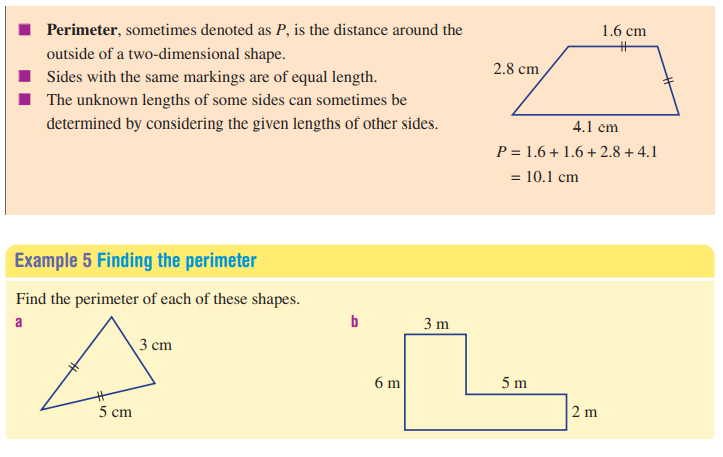 Perimeter, sometimes denoted as P, is the distance around the
outside of a two-dimensional shape.
Sides with the same markings are of equal length.
The unknown lengths of some sides can sometimes be
determined by considering the given lengths of other sides.
1.6 cm
2.8 cm
4.1 cm
P = 1.6 + 1.6 + 2.8 + 4.1
= 10.1 cm
Example 5 Finding the perimeter
Find the perimeter of each of these shapes.
a
3 cm
5 cm
b
3 m
6 m
5 m
2 m